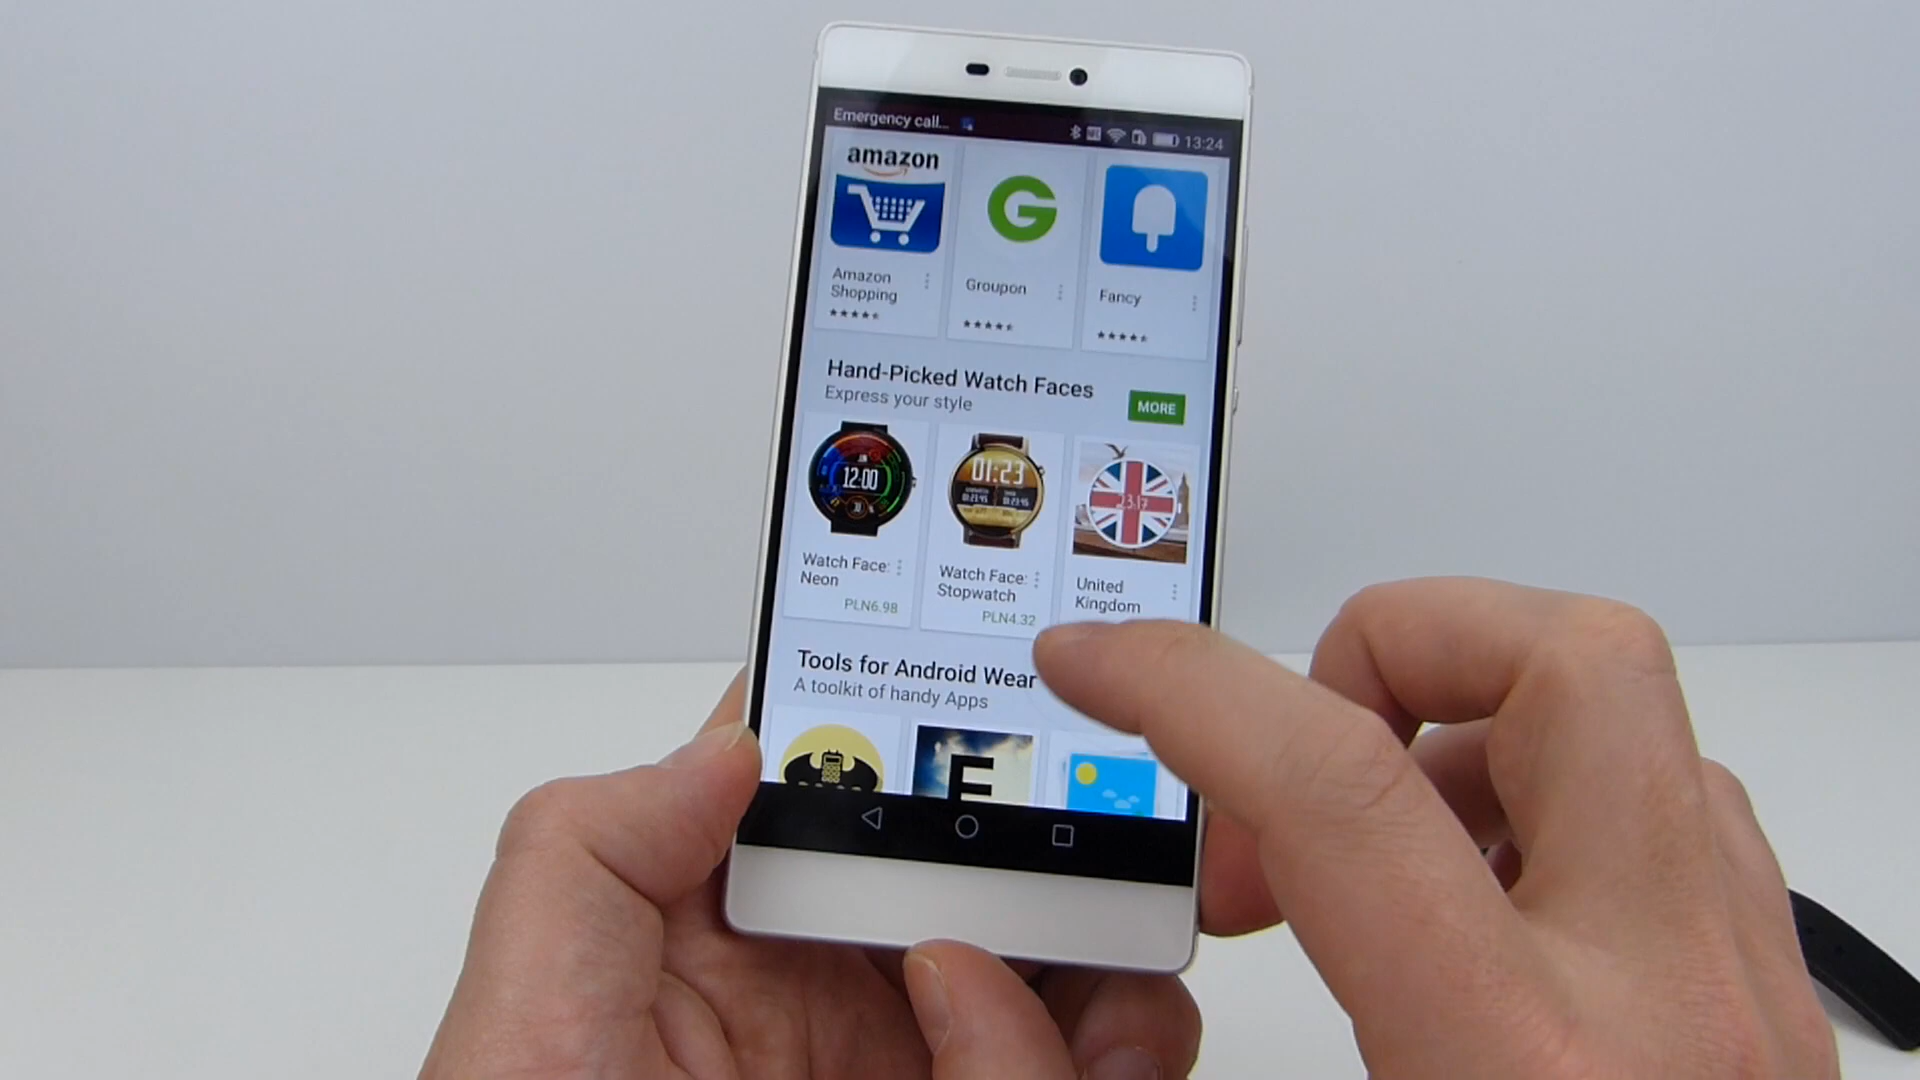 Emergency call... 13:24
amazon
G
Amazon
Shopping
Groupon
Fancy
Hand-Picked Watch Faces
Express your style
MORE
12:00
01:23
23:17
Watch Face:
Neon
PLN6.98
Watch Face:
Stopwatch
PLN4.32
United
Kingdom
Tools for Android Wear
A toolkit of handy Apps
E